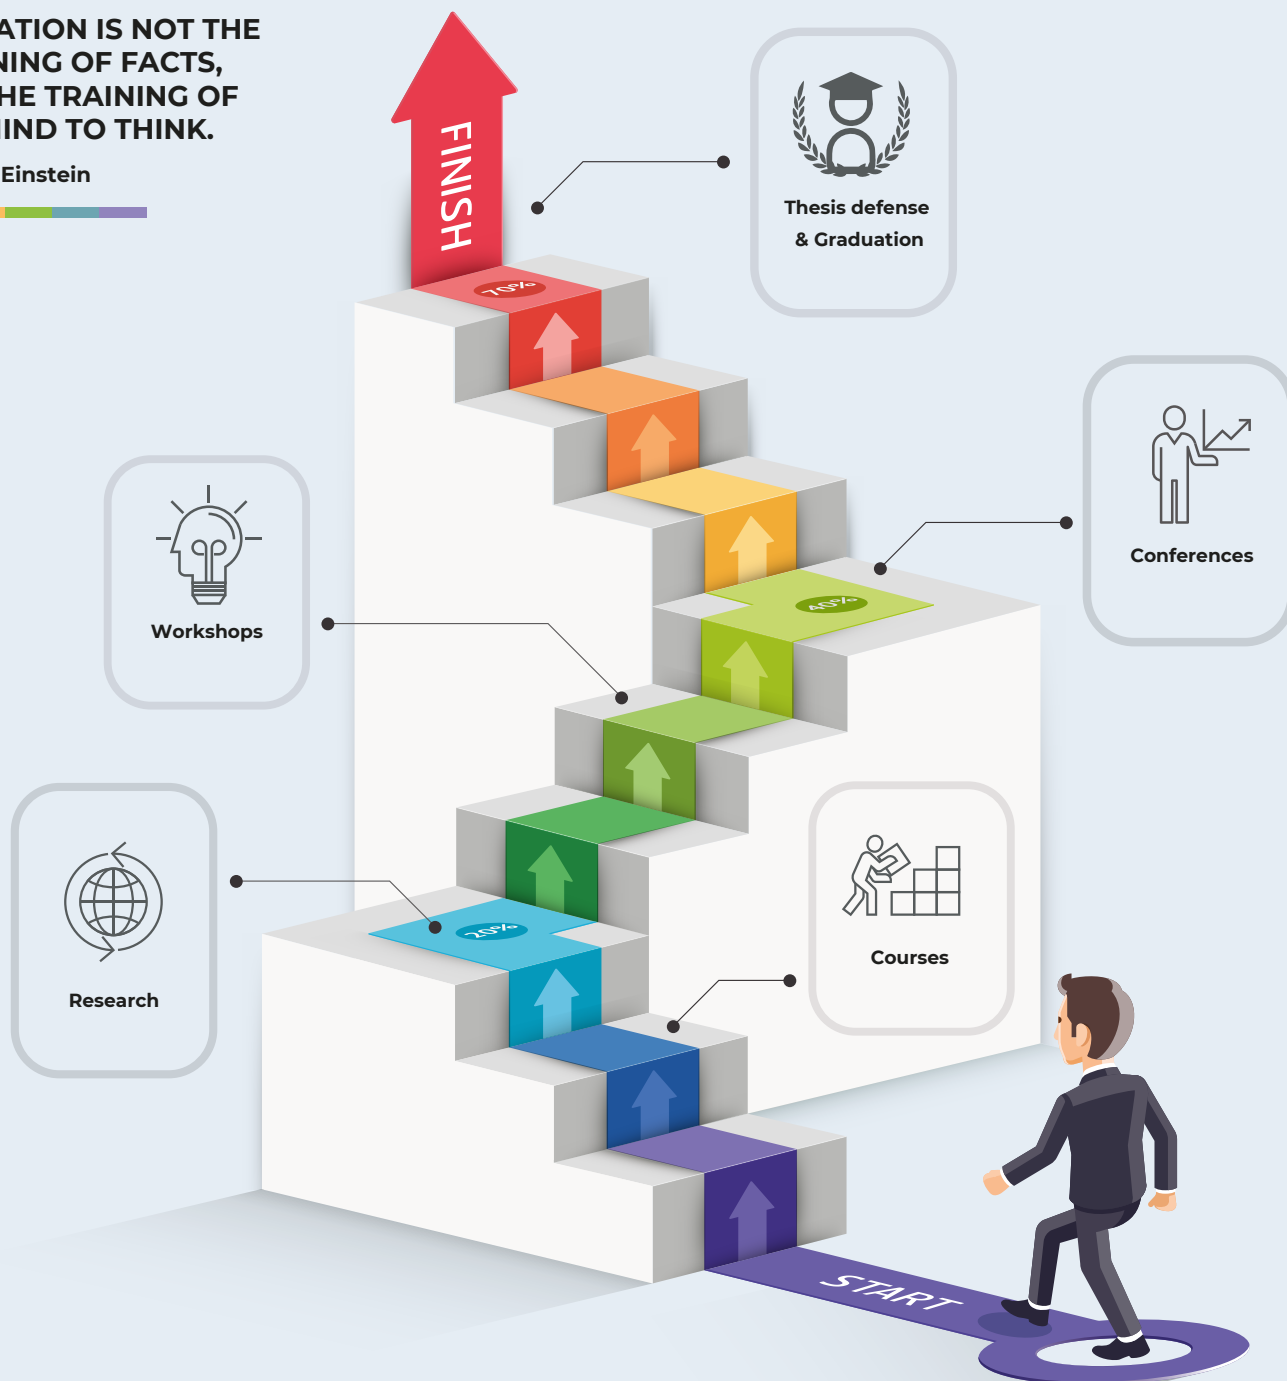 ATION IS NOT THE
NING OF FACTS,
HE TRAINING OF
IND TO THINK.
Einstein
FINISH
Thesis defense
& Graduation
70%
Conferences
Workshops
40%
Courses
Research
20%
START